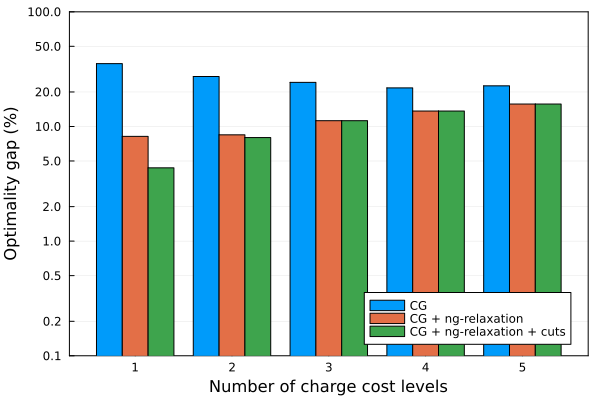 Optimality gap (%)
100.0
50.0
20.0
10.0
5.0
2.0
1.0
0.5
0.2
0.1
CG
CG + ng-relaxation
CG + ng-relaxation + cuts
1 2 3 4 5
Number of charge cost levels